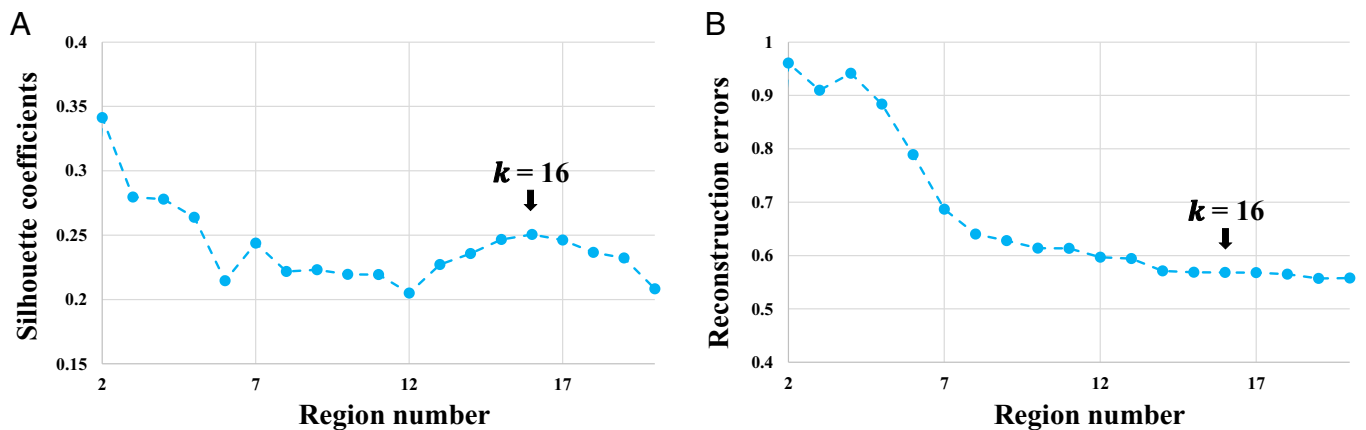 A
Silhouette coefficients
0.4
0.35
0.3
0.25
0.2
0.15
k = 16
2
7
12
17
Region number
B
Reconstruction errors
1
0.9
0.8
0.7
0.6
0.5
0.4
k = 16
2
7
12
17
Region number